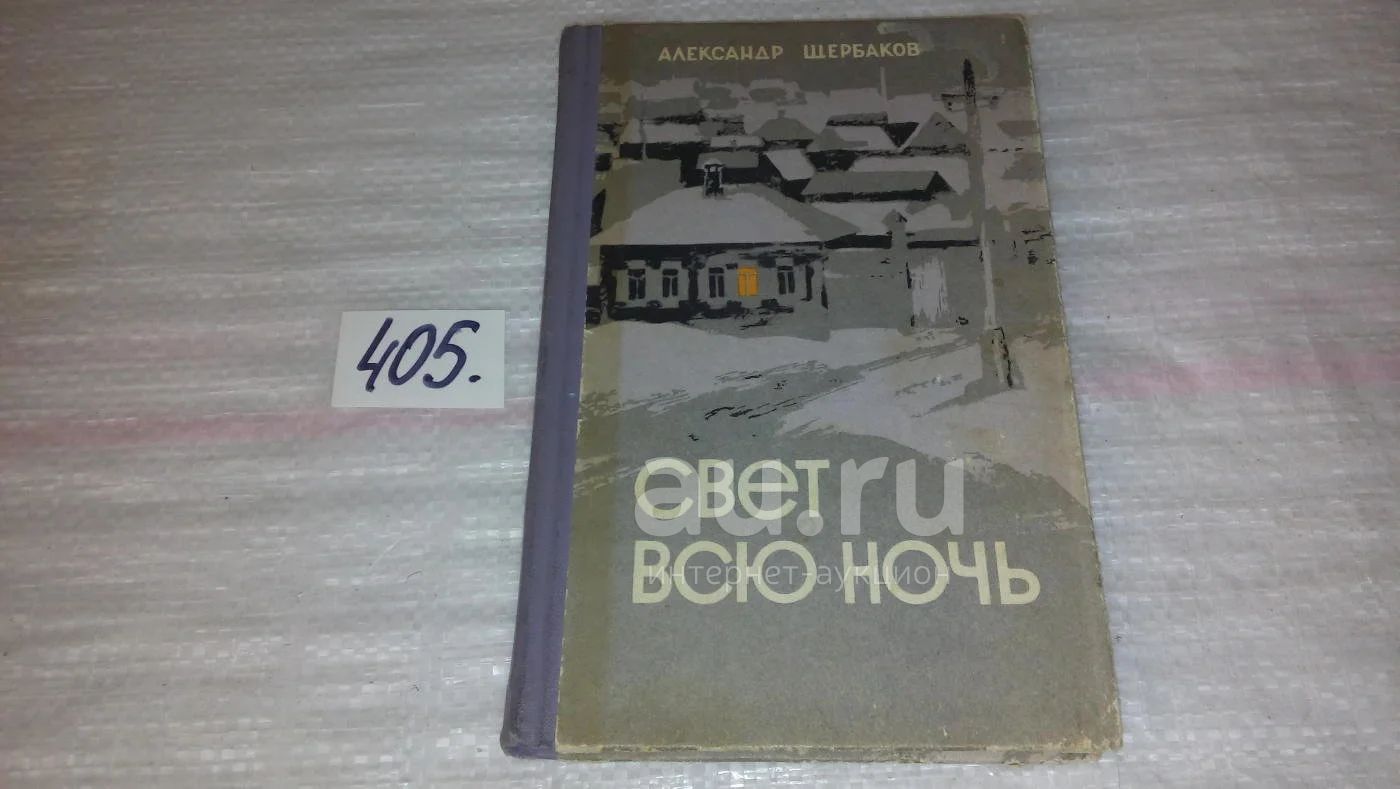 АЛЕКСАНДР ЩЕРБАКОВ
405.
СВЕТ
au.ru
ВСЮ НОЧЬ
интернет-аукцион